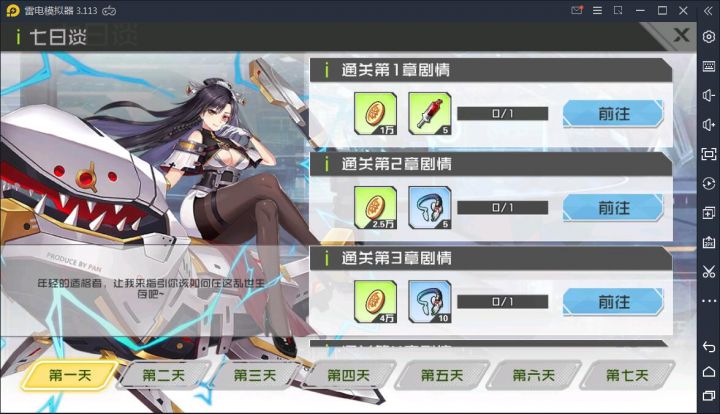 雷电模拟器 3.113
七日谈
通关第1章剧情
1万
5
0/1
前往
通关第2章剧情
2.5万
5
0/1
前往
通关第3章剧情
4万
10
0/1
前往
PRODUCE BY PAN
年轻的适格者，让我来指引你该如何在这乱世生
存吧~
第一天
第二天
第三天
第四天
第五天
第六天
第七天